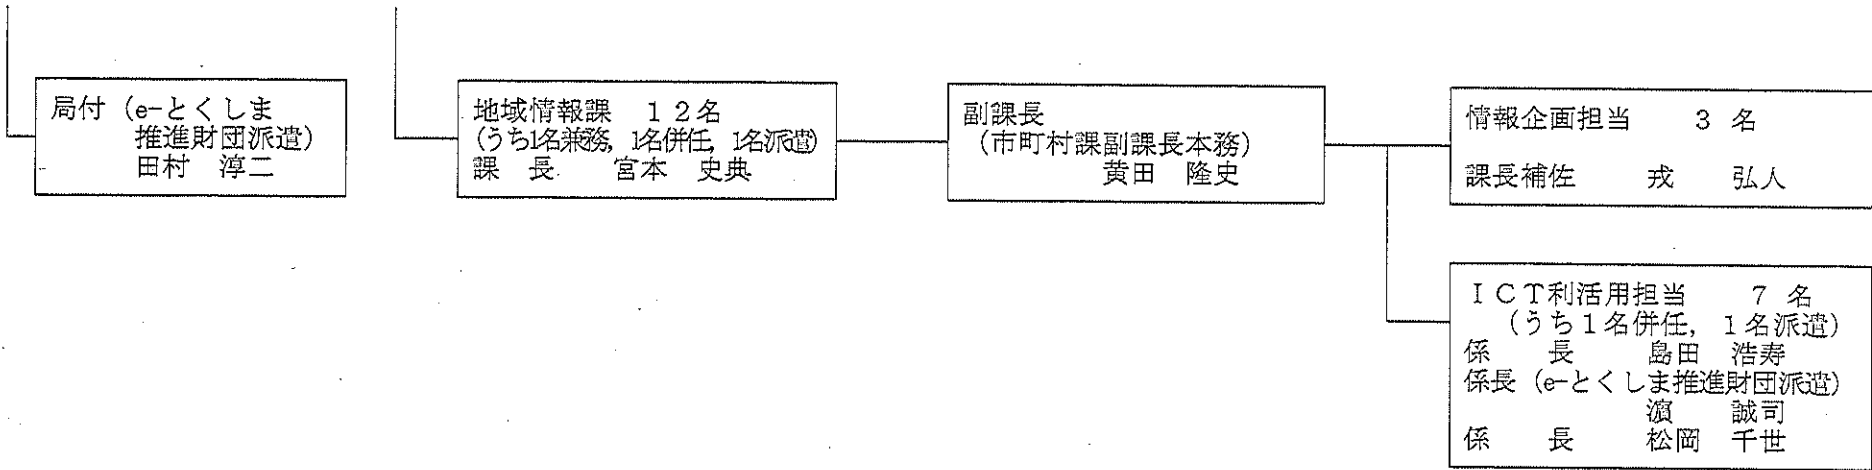 局付（e-とくしま
推進財団派遣）
田村　淳二
地域情報課　１２名
（うち1名兼務，1名併任，1名派遣）
課　長　　宮本　史典
副課長
（市町村課副課長本務）
黄田　隆史
情報企画担当　　３　名
課長補佐　　　戎　　弘人
ＩＣＴ利活用担当　　７　名
（うち１名併任，１名派遣）
係　　長　　　島田　浩寿
係長（e-とくしま推進財団派遣）
濵　　誠司
係　　長　　　松岡　千世